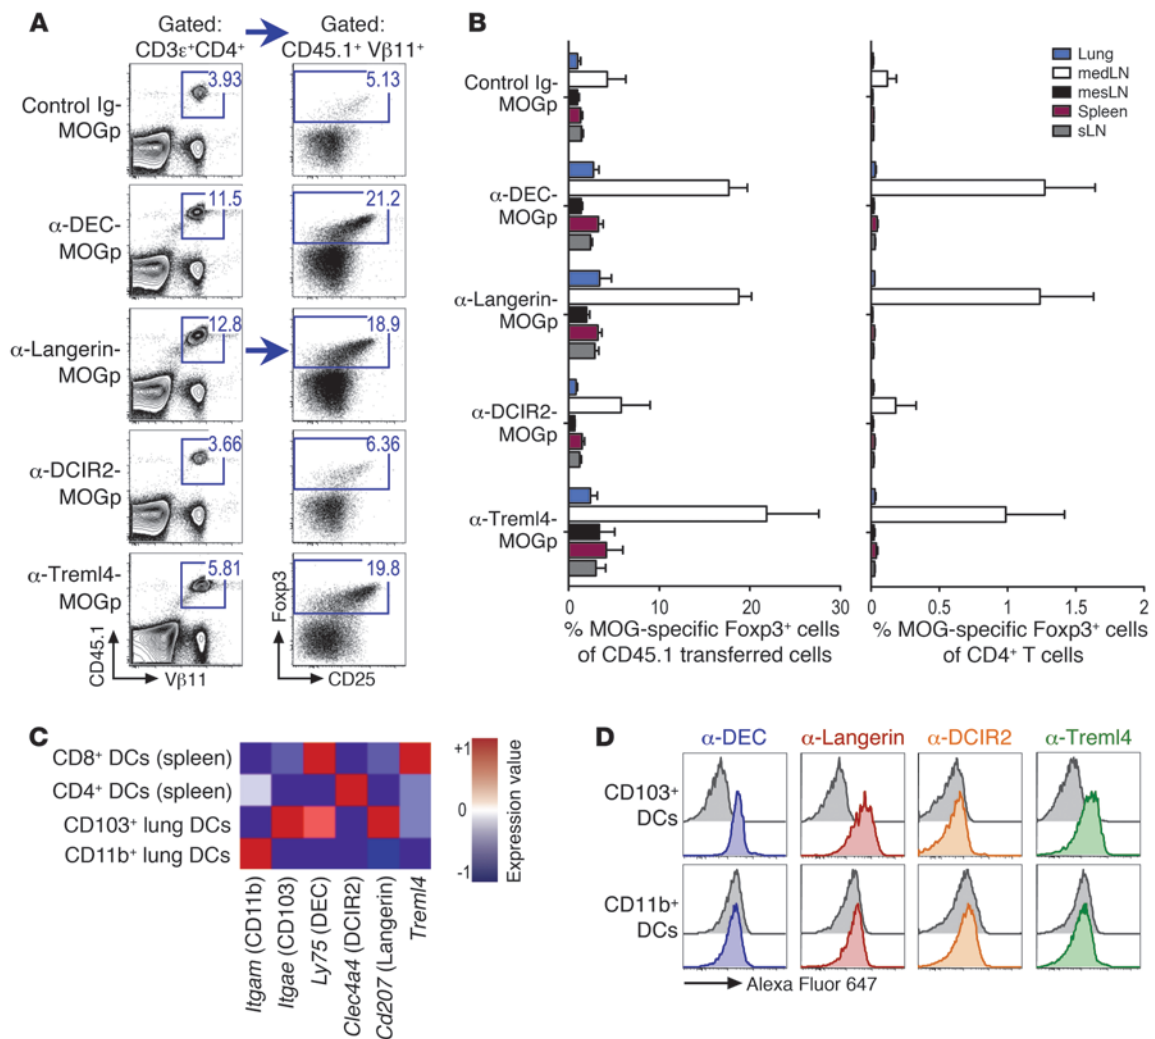 A
Gated:
CD3ε⁺CD4⁺
Gated:
CD45.1⁺ Vβ11⁺
Control Ig-
MOGp
3.93
5.13
α-DEC-
MOGp
11.5
21.2
α-Langerin-
MOGp
12.8
18.9
α-DCIR2-
MOGp
3.66
6.36
α-Treml4-
MOGp
5.81
19.8
CD45.1
Vβ11
Foxp3
CD25
B
Control Ig-
MOGp
α-DEC-
MOGp
α-Langerin-
MOGp
α-DCIR2-
MOGp
α-Treml4-
MOGp
0 10 20 30
% MOG-specific Foxp3⁺ cells
of CD45.1 transferred cells
Lung
medLN
mesLN
Spleen
sLN
0 0.5 1 1.5 2
% MOG-specific Foxp3⁺ cells
of CD4⁺ T cells
C
CD8⁺ DCs (spleen)
CD4⁺ DCs (spleen)
CD103⁺ lung DCs
CD11b⁺ lung DCs
Itgam (CD11b)
Itgae (CD103)
Ly75 (DEC)
Clec4a4 (DCIR2)
Cd207 (Langerin)
Treml4
+1
0
-1
Expression value
D
α-DEC
α-Langerin
α-DCIR2
α-Treml4
CD103⁺
DCs
CD11b⁺
DCs
Alexa Fluor 647